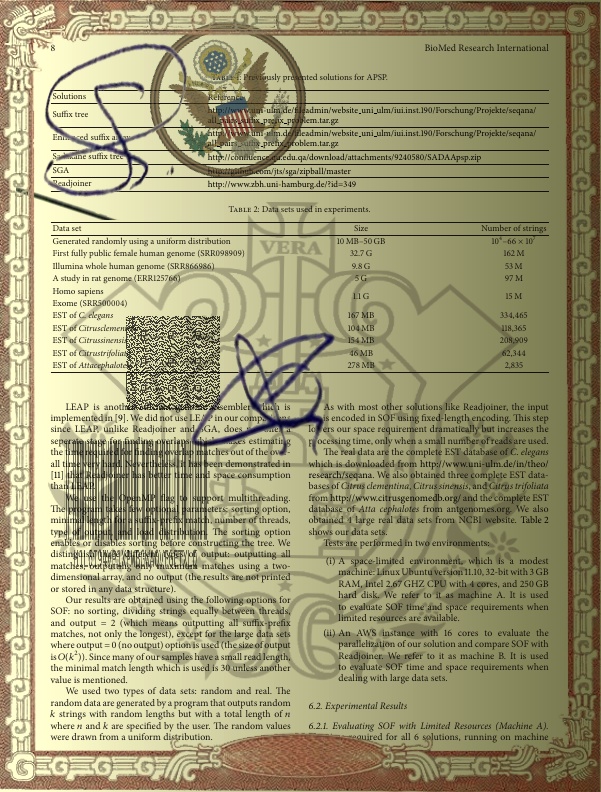 8
BioMed Research International
TABLE 1: Previously presented solutions for APSP.
Solutions Reference
Suffix tree http://www.uni-ulm.de/fileadmin/website_uni_ulm/iui.inst.190/Forschung/Projekte/seqana/
all_pairs_suffix_prefix_problem.tar.gz
Enhanced suffix http://www.uni-ulm.de/fileadmin/website_uni_ulm/iui.inst.190/Forschung/Projekte/seqana/
all_pairs_suffix_prefix_problem.tar.gz
Sadakane suffix tree http://confluence.qu.edu.qa/download/attachments/9240580/SADAApsp.zip
SGA http://github.com/jts/sga/zipball/master
Readjoiner http://www.zbh.uni-hamburg.de/?id=349
TABLE 2: Data sets used in experiments.
Data set Size Number of strings
Generated randomly using a uniform distribution 10 MB–50 GB
First fully public female human genome (SRR098909) 32.7 G 162 M
Illumina whole human genome (SRR866986) 9.8 G 53 M
A study in rat genome (ERR125766) 5 G 97 M
Homo sapiens
Exome (SRR500004) 1.1 G 15 M
EST of C. elegans 167 MB 334,465
EST of Citrusclementina 104 MB 118,365
EST of Citrussinensis 154 MB 208,909
EST of Citrustrifoliata 46 MB 62,344
EST of Attacephalotes 278 MB 2,835
VERA
LEAP is another assembler which is
implemented in [9]. We did not use LEAP in our comparisons
since LEAP, unlike Readjoiner and SGA, does not
separate stage for finding overlaps estimating
the time required for finding overlap matches out of the over-
all time very hard. Nevertheless, it has been demonstrated in
[11] that Readjoiner has better time and space consumption
than LEAP.
We use the OpenMP flag to support multithreading.
The program takes few optional parameters: sorting option,
minimal length for a suffix-prefix match, number of threads,
type of output and load distribution. The sorting option
enables or disables sorting before constructing the tree. We
distinguish three different types of output: outputting all
matches, outputting only maximum matches using a two-
dimensional array, and no output (the results are not printed
or stored in any data structure).
Our results are obtained using the following options for
SOF: no sorting, dividing strings equally between threads,
and output = 2 (which means outputting all suffix-prefix
matches, not only the longest), except for the large data sets
where output = 0 (no output) option is used (the size of output
is O(k²)). Since many of our samples have a small read length,
the minimal match length which is used is 30 unless another
value is mentioned.
We used two types of data sets: random and real. The
random data are generated by a program that outputs random
k strings with random lengths but with a total length of n
where n and k are specified by the user. The random values
were drawn from a uniform distribution.
As with most other solutions like Readjoiner, the input
is encoded in SOF using fixed-length encoding. This step
lowers our space requirement dramatically but increases the
processing time, only when a small number of reads are used.
The real data are the complete EST database of C. elegans
which is downloaded from http://www.uni-ulm.de/in/theo/
research/seqana. We also obtained three complete EST data-
bases of Citrus clementina, Citrus sinensis, and Citrus trifoliata
from http://www.citrusgenomedb.org/ and the complete EST
database of Atta cephalotes from antgenomes.org. We also
obtained 4 large real data sets from NCBI website. Table 2
shows our data sets.
Tests are performed in two environments:
(i) A space-limited environment, which is a modest
machine: Linux Ubuntu version 11.10, 32-bit with 3 GB
RAM, Intel 2.67 GHZ CPU with 4 cores, and 250 GB
hard disk. We refer to it as machine A. It is used
to evaluate SOF time and space requirements when
limited resources are available.
(ii) An AWS instance with 16 cores to evaluate the
parallelization of our solution and compare SOF with
Readjoiner. We refer to it as machine B. It is used
to evaluate SOF time and space requirements when
dealing with large data sets.
6.2. Experimental Results
6.2.1. Evaluating SOF with Limited Resources (Machine A).
required for all 6 solutions, running on machine